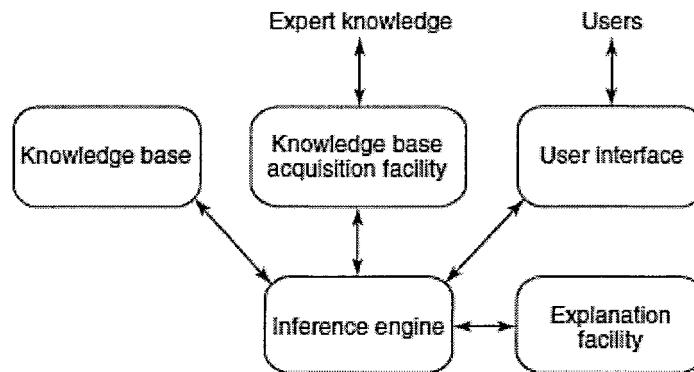 Expert knowledge
Users
Knowledge base
Knowledge base
acquisition facility
User interface
Inference engine
Explanation
facility